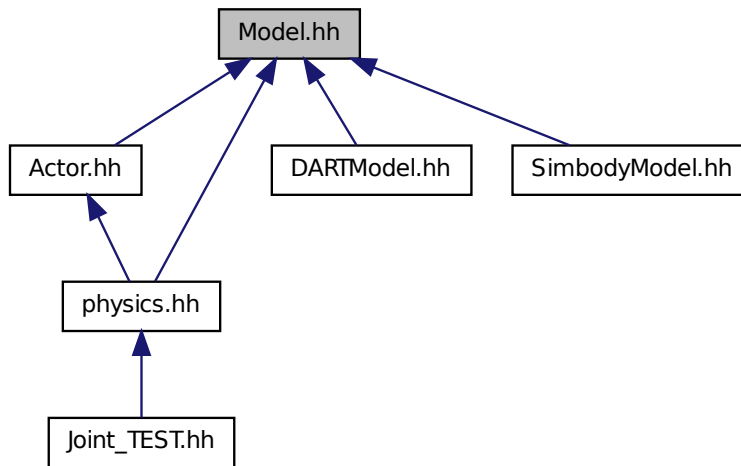 Model.hh
Actor.hh
DARTModel.hh
SimbodyModel.hh
physics.hh
Joint_TEST.hh